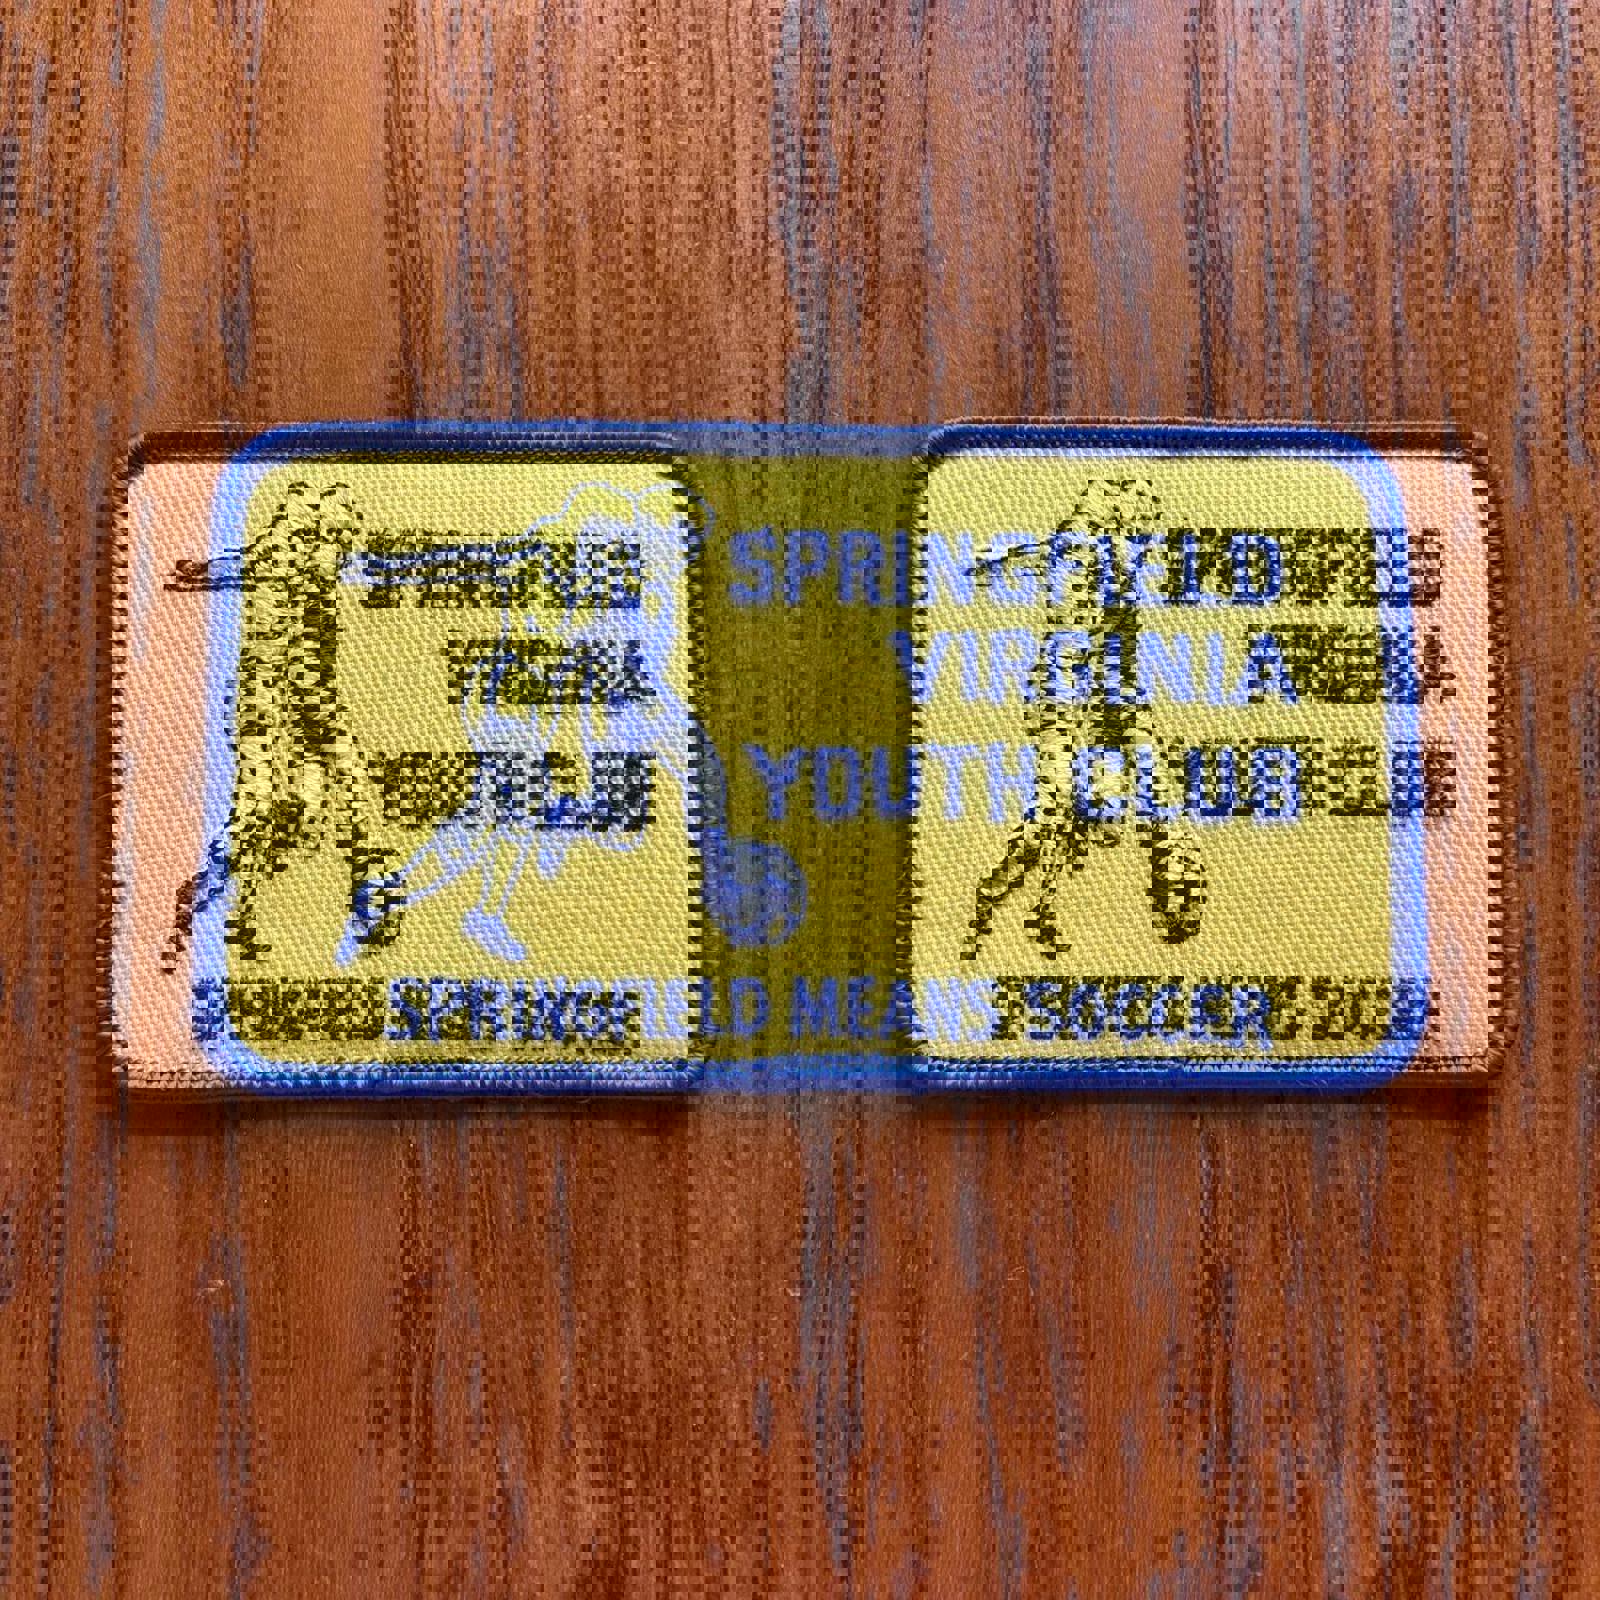 SPRINGFIELD
VIRGINIA
YOUTH CLUB
SPRINGFIELD MEANS SOCCER